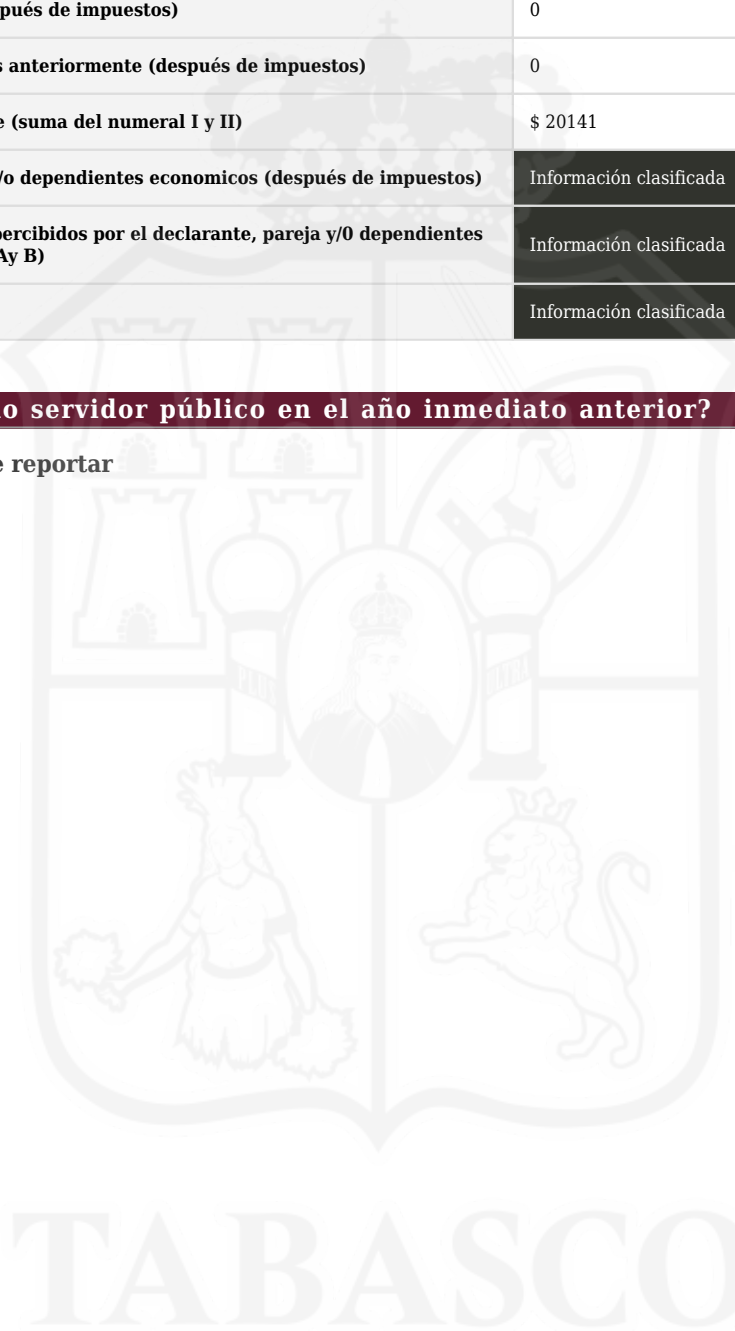 pués de impuestos)
0
s anteriormente (después de impuestos)
0
e (suma del numeral I y II)
$ 20141
/o dependientes economicos (después de impuestos)
Información clasificada
percibidos por el declarante, pareja y/0 dependientes
Ay B)
Información clasificada
Información clasificada
o servidor público en el año inmediato anterior?
e reportar
PLUS
ULTRA
TABASCO